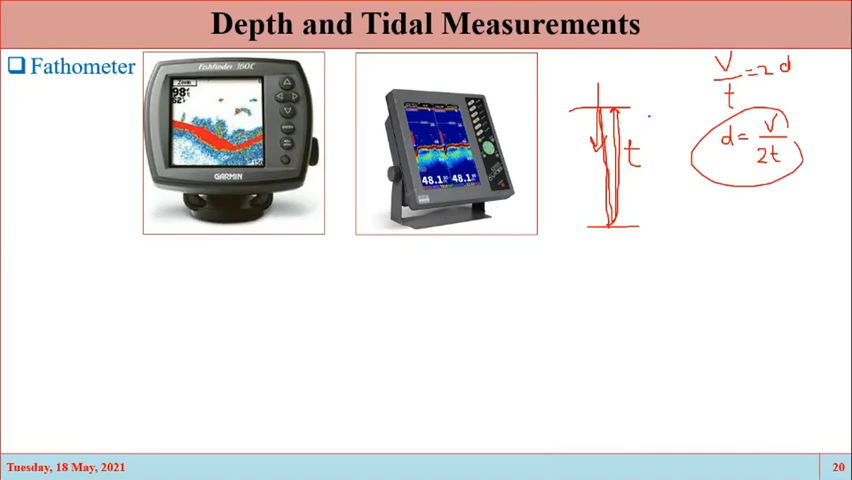 Depth and Tidal Measurements
❑ Fathometer
Fishfinder 160C
98
GARMIN
48.1
48.1
t
V/t = 2d
d = V/2t
Tuesday, 18 May, 2021
20